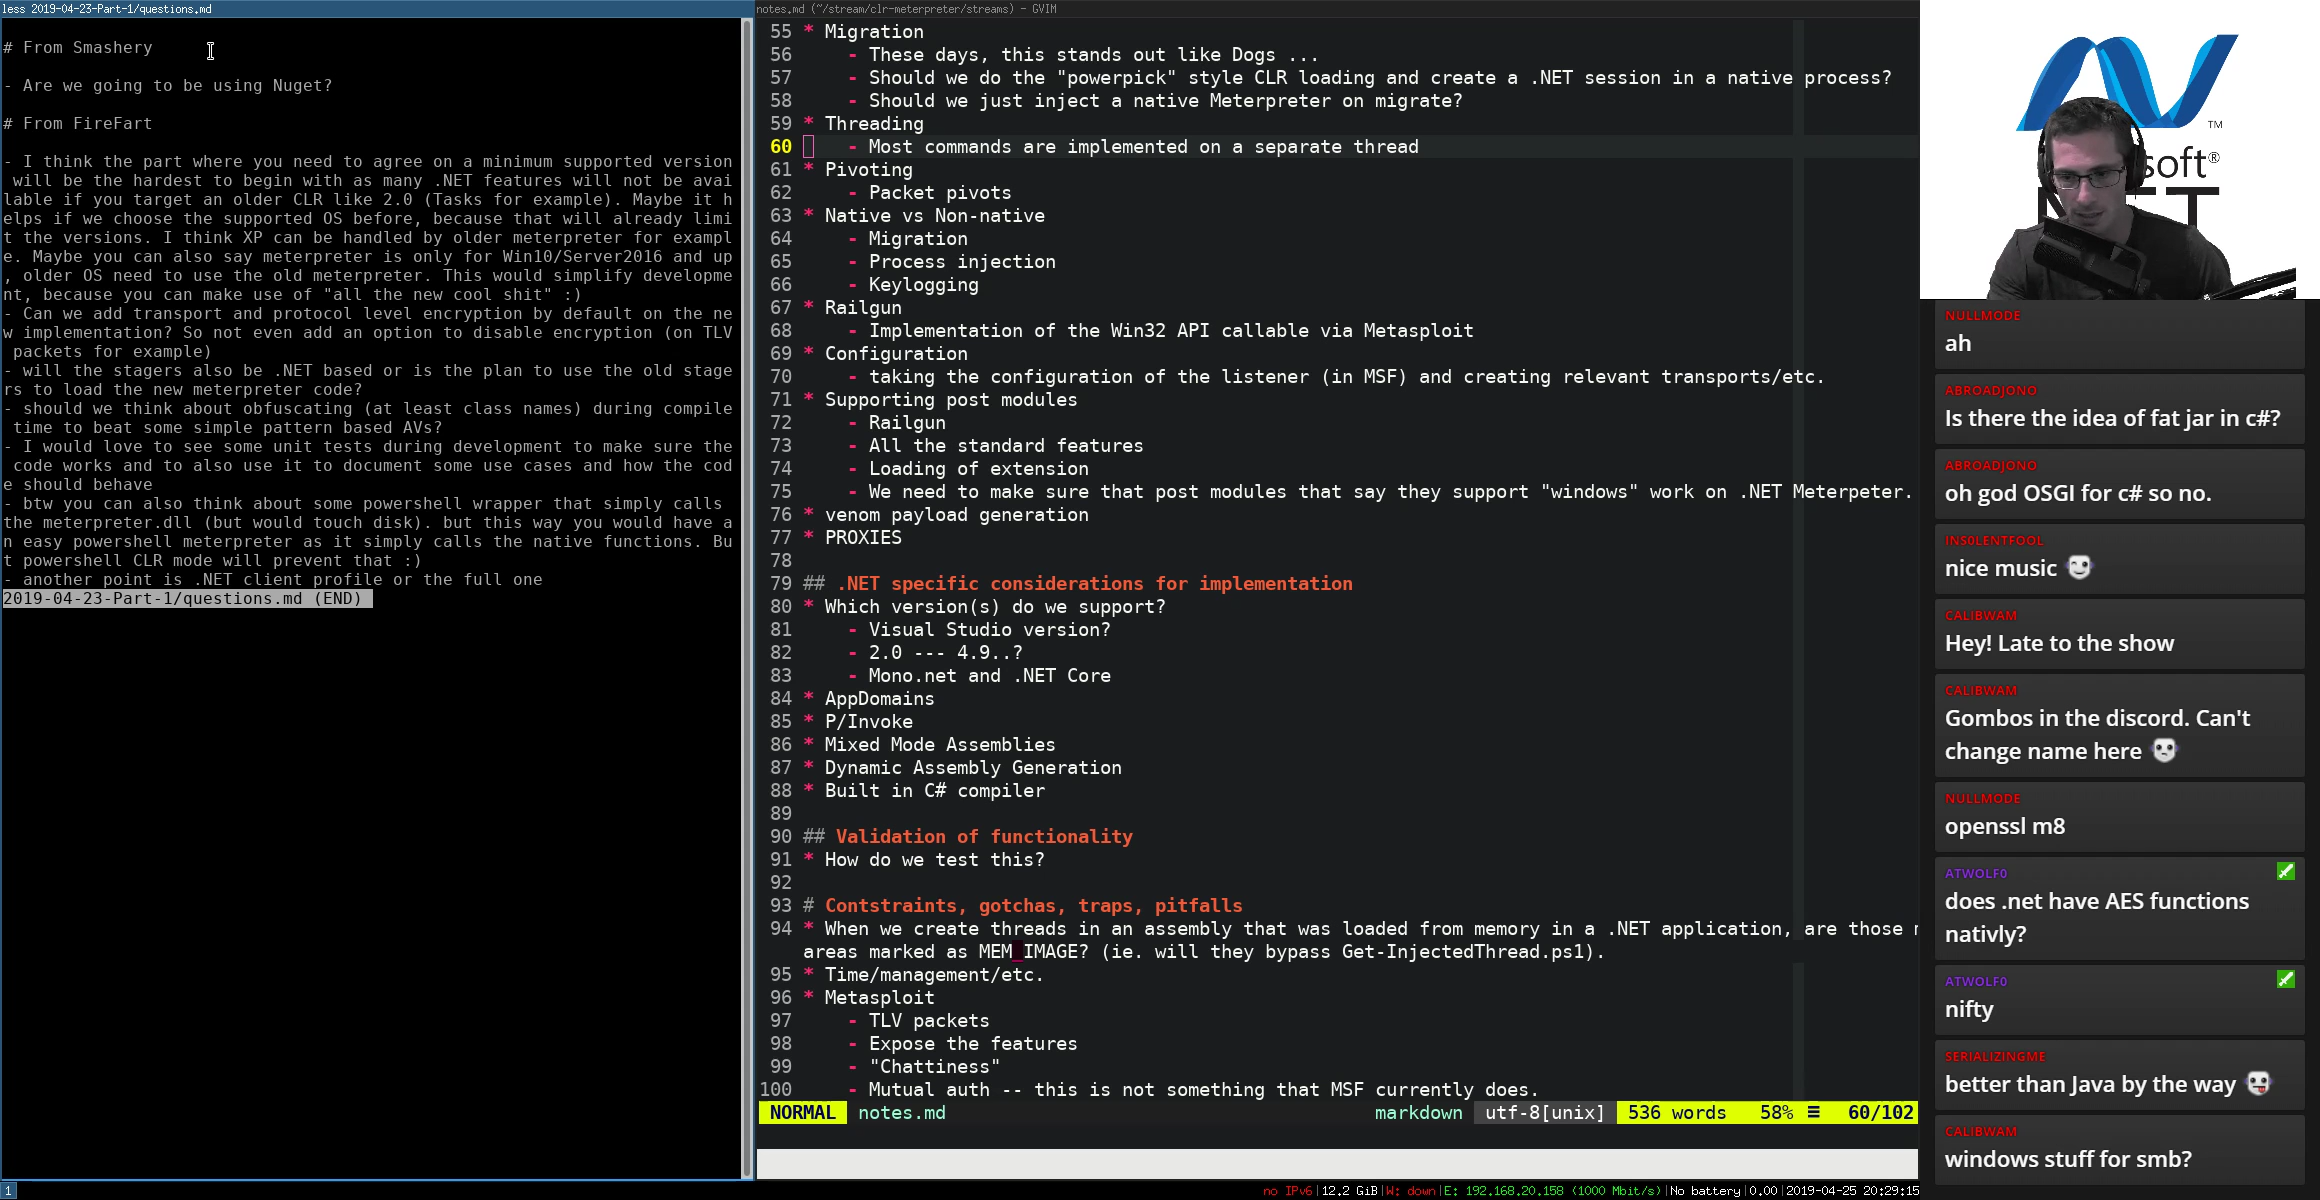 less 2019-04-23-Part-1/questions.md
# From Smashery
- Are we going to be using Nuget?
# From FireFart
- I think the part where you need to agree on a minimum supported version
 will be the hardest to begin with as many .NET features will not be avai
lable if you target an older CLR like 2.0 (Tasks for example). Maybe it h
elps if we choose the supported OS before, because that will already limi
t the versions. I think XP can be handled by older meterpreter for exampl
e. Maybe you can also say meterpreter is only for Win10/Server2016 and up
, older OS need to use the old meterpreter. This would simplify developme
nt, because you can make use of "all the new cool shit" :)
- Can we add transport and protocol level encryption by default on the ne
w implementation? So not even add an option to disable encryption (on TLV
 packets for example)
- will the stagers also be .NET based or is the plan to use the old stage
rs to load the new meterpreter code?
- should we think about obfuscating (at least class names) during compile
 time to beat some simple pattern based AVs?
- I would love to see some unit tests during development to make sure the
 code works and to also use it to document some use cases and how the cod
e should behave
- btw you can also think about some powershell wrapper that simply calls
the meterpreter.dll (but would touch disk). but this way you would have a
n easy powershell meterpreter as it simply calls the native functions. Bu
t powershell CLR mode will prevent that :)
- another point is .NET client profile or the full one
2019-04-23-Part-1/questions.md (END)
notes.md (~/stream/clr-meterpreter/streams) - GVIM
55 * Migration
56 - These days, this stands out like Dogs ...
57 - Should we do the "powerpick" style CLR loading and create a .NET session in a native process?
58 - Should we just inject a native Meterpreter on migrate?
59 * Threading
60 - Most commands are implemented on a separate thread
61 * Pivoting
62 - Packet pivots
63 * Native vs Non-native
64 - Migration
65 - Process injection
66 - Keylogging
67 * Railgun
68 - Implementation of the Win32 API callable via Metasploit
69 * Configuration
70 - taking the configuration of the listener (in MSF) and creating relevant transports/etc.
71 * Supporting post modules
72 - Railgun
73 - All the standard features
74 - Loading of extension
75 - We need to make sure that post modules that say they support "windows" work on .NET Meterpeter.
76 * venom payload generation
77 * PROXIES
78
79 ## .NET specific considerations for implementation
80 * Which version(s) do we support?
81 - Visual Studio version?
82 - 2.0 --- 4.9..?
83 - Mono.net and .NET Core
84 * AppDomains
85 * P/Invoke
86 * Mixed Mode Assemblies
87 * Dynamic Assembly Generation
88 * Built in C# compiler
89
90 ## Validation of functionality
91 * How do we test this?
92
93 # Contstraints, gotchas, traps, pitfalls
94 * When we create threads in an assembly that was loaded from memory in a .NET application, are those
areas marked as MEM_IMAGE? (ie. will they bypass Get-InjectedThread.ps1).
95 * Time/management/etc.
96 * Metasploit
97 - TLV packets
98 - Expose the features
99 - "Chattiness"
100 - Mutual auth -- this is not something that MSF currently does.
NORMAL notes.md markdown utf-8[unix] 536 words 58% ≡ 60/102
TM
soft®
NULLMODE
ah
ABROADJONO
Is there the idea of fat jar in c#?
ABROADJONO
oh god OSGI for c# so no.
INS0LENTFOOL
nice music
CALIBWAM
Hey! Late to the show
CALIBWAM
Gombos in the discord. Can't
change name here
NULLMODE
openssl m8
ATWOLF0
does .net have AES functions
nativly?
ATWOLF0
nifty
SERIALIZINGME
better than Java by the way
CALIBWAM
windows stuff for smb?
1
no IPv6|12.2 GiB|W: down|E: 192.168.20.158 (1000 Mbit/s)|No battery|0.00|2019-04-25 20:29:15